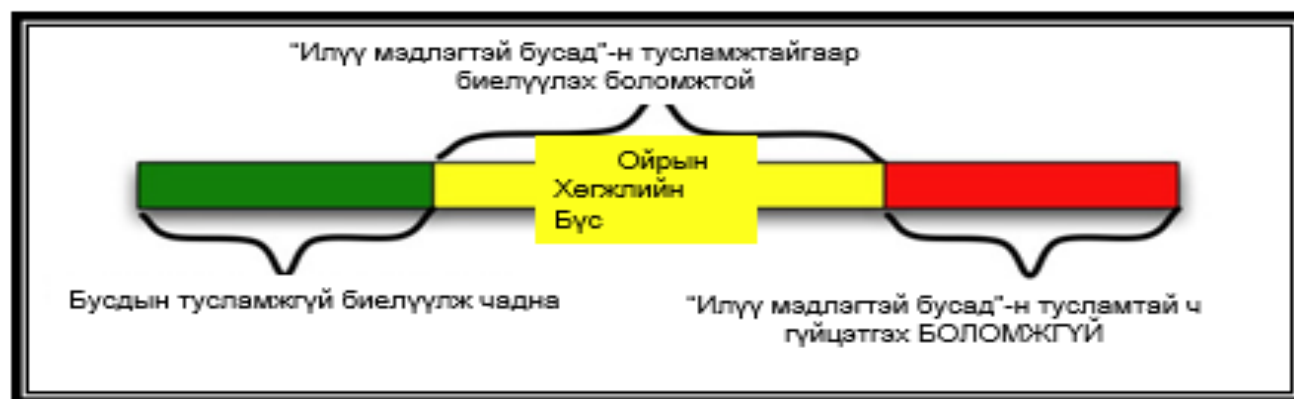 "Илүү мэдлэгтэй бусад"-н тусламжтайгаар
биелүүлэх боломжтой
Ойрын
Хөгжлийн
Бүс
Бусдын тусламжгүй биелүүлж чадна
"Илүү мэдлэгтэй бусад"-н тусламтай ч
гүйцэтгэх БОЛОМЖГҮЙ